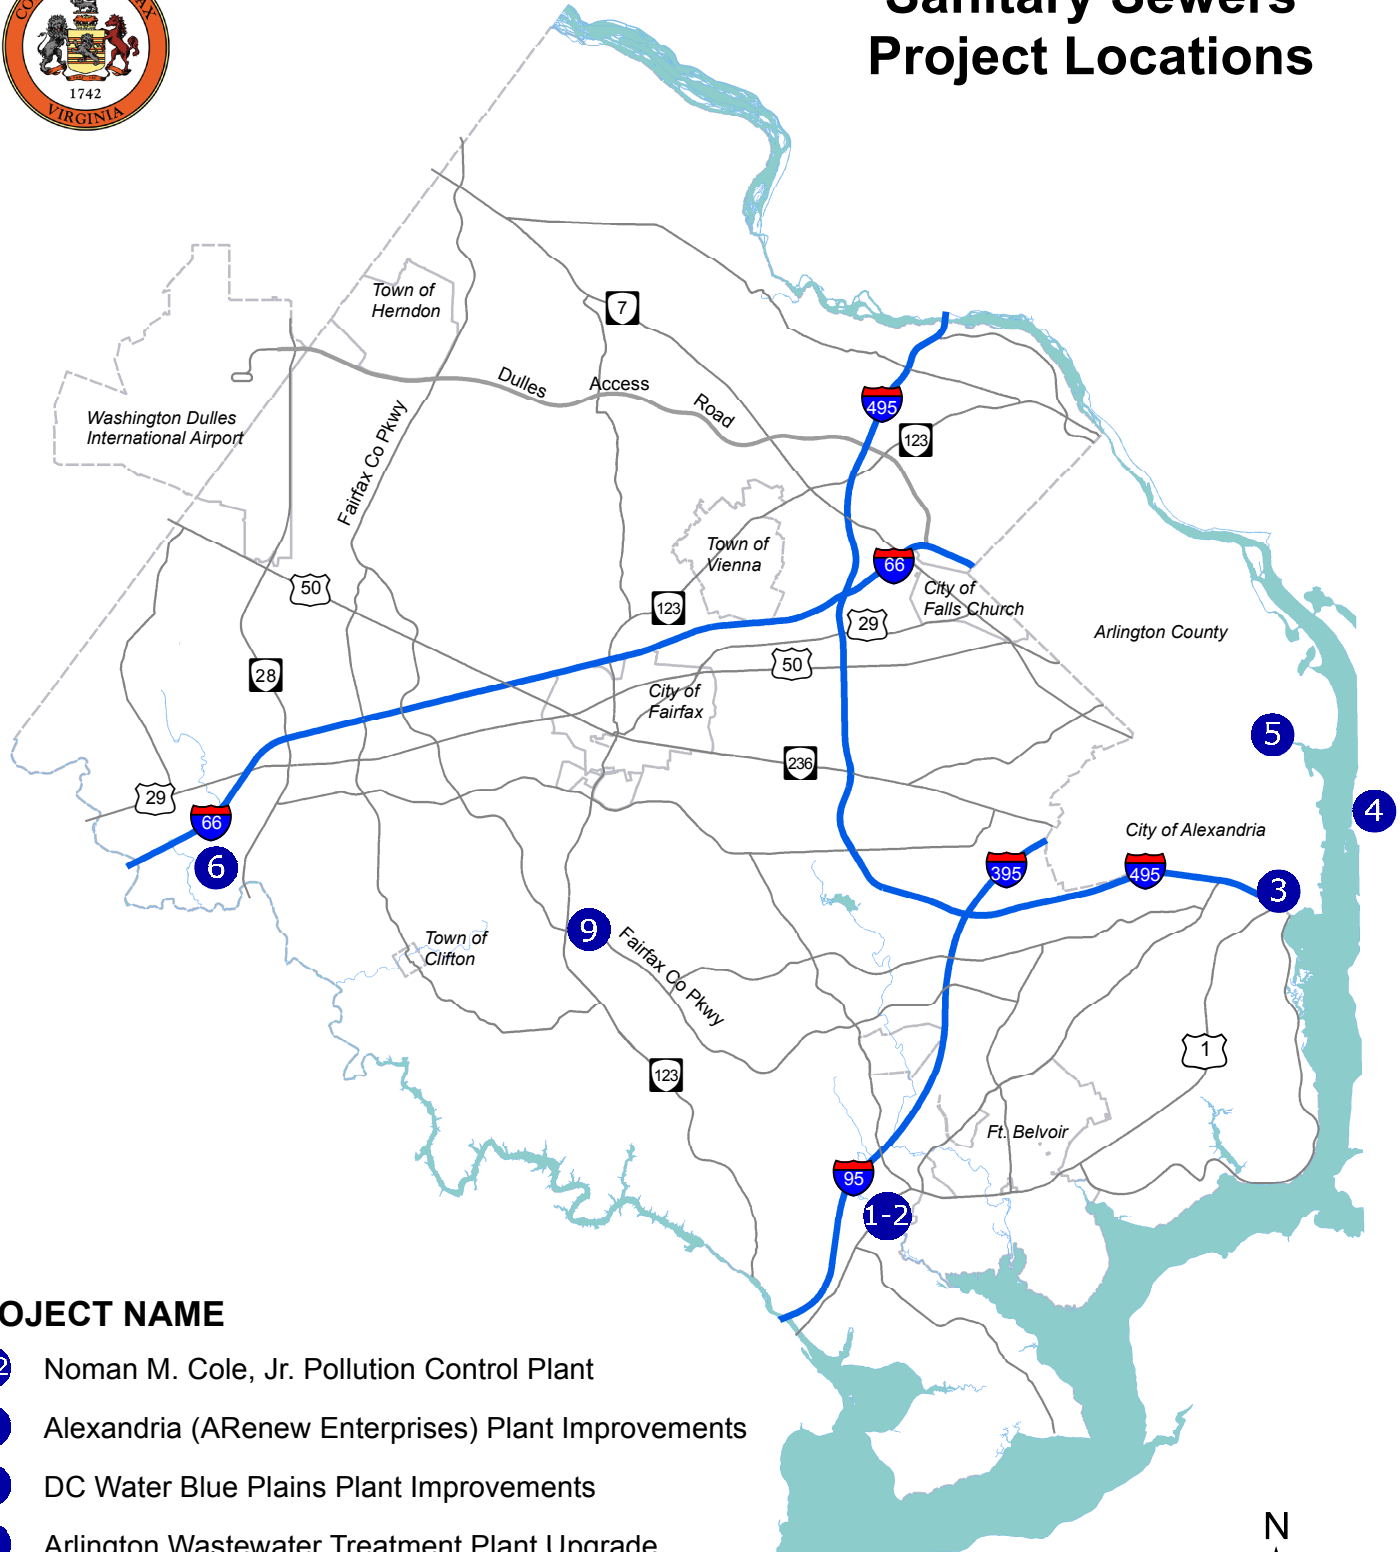 Sanitary Sewers
Project Locations
1742
VIRGINIA
Town of
Herndon
7
Dulles
Access
Road
495
123
Washington Dulles
International Airport
Fairfax Co Pkwy
Town of
Vienna
66
50
123
City of
Falls Church
29
Arlington County
50
28
City of
Fairfax
5
236
29
66
4
City of Alexandria
6
395
495
3
9
Fairfax Co Pkwy
Town of
Clifton
1
123
Ft. Belvoir
95
1-2
OJECT NAME
2
Noman M. Cole, Jr. Pollution Control Plant
Alexandria (ARenew Enterprises) Plant Improvements
DC Water Blue Plains Plant Improvements
Arlington Wastewater Treatment Plant Upgrade
N